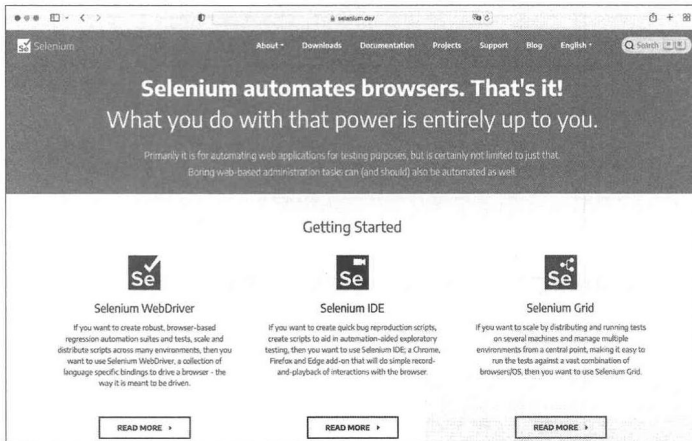 selenium.dev
Se Selenium
About Downloads Documentation Projects Support Blog English
Search
Selenium automates browsers. That's it!
What you do with that power is entirely up to you.
Primarily it is for automating web applications for testing purposes, but is certainly not limited to just that.
Boring web-based administration tasks can (and should) also be automated as well.
Getting Started
Se
Selenium WebDriver
If you want to create robust, browser-based
regression automation suites and tests, scale and
distribute scripts across many environments, then you
want to use Selenium WebDriver, a collection of
language specific bindings to drive a browser - the
way it is meant to be driven.
READ MORE
Se
Selenium IDE
If you want to create quick bug reproduction scripts,
create scripts to aid in automation-aided exploratory
testing, then you want to use Selenium IDE; a Chrome,
Firefox and Edge add-on that will do simple record-
and-playback of interactions with the browser.
READ MORE
Se
Selenium Grid
If you want to scale by distributing and running tests
on several machines and manage multiple
environments from a central point, making it easy to
run the tests against a vast combination of
browsers/OS, then you want to use Selenium Grid.
READ MORE